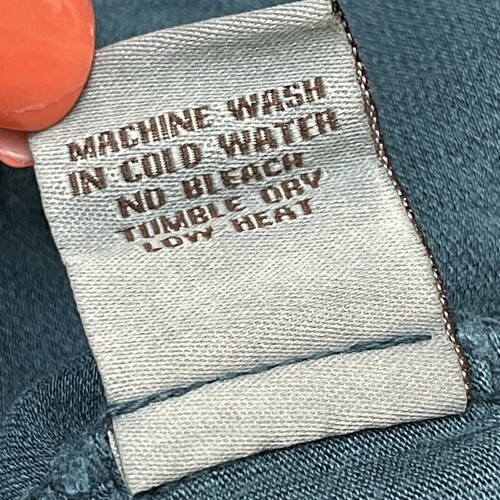 MACHINE WASH
IN COLD WATER
NO BLEACH
TUMBLE DRY
LOW HEAT